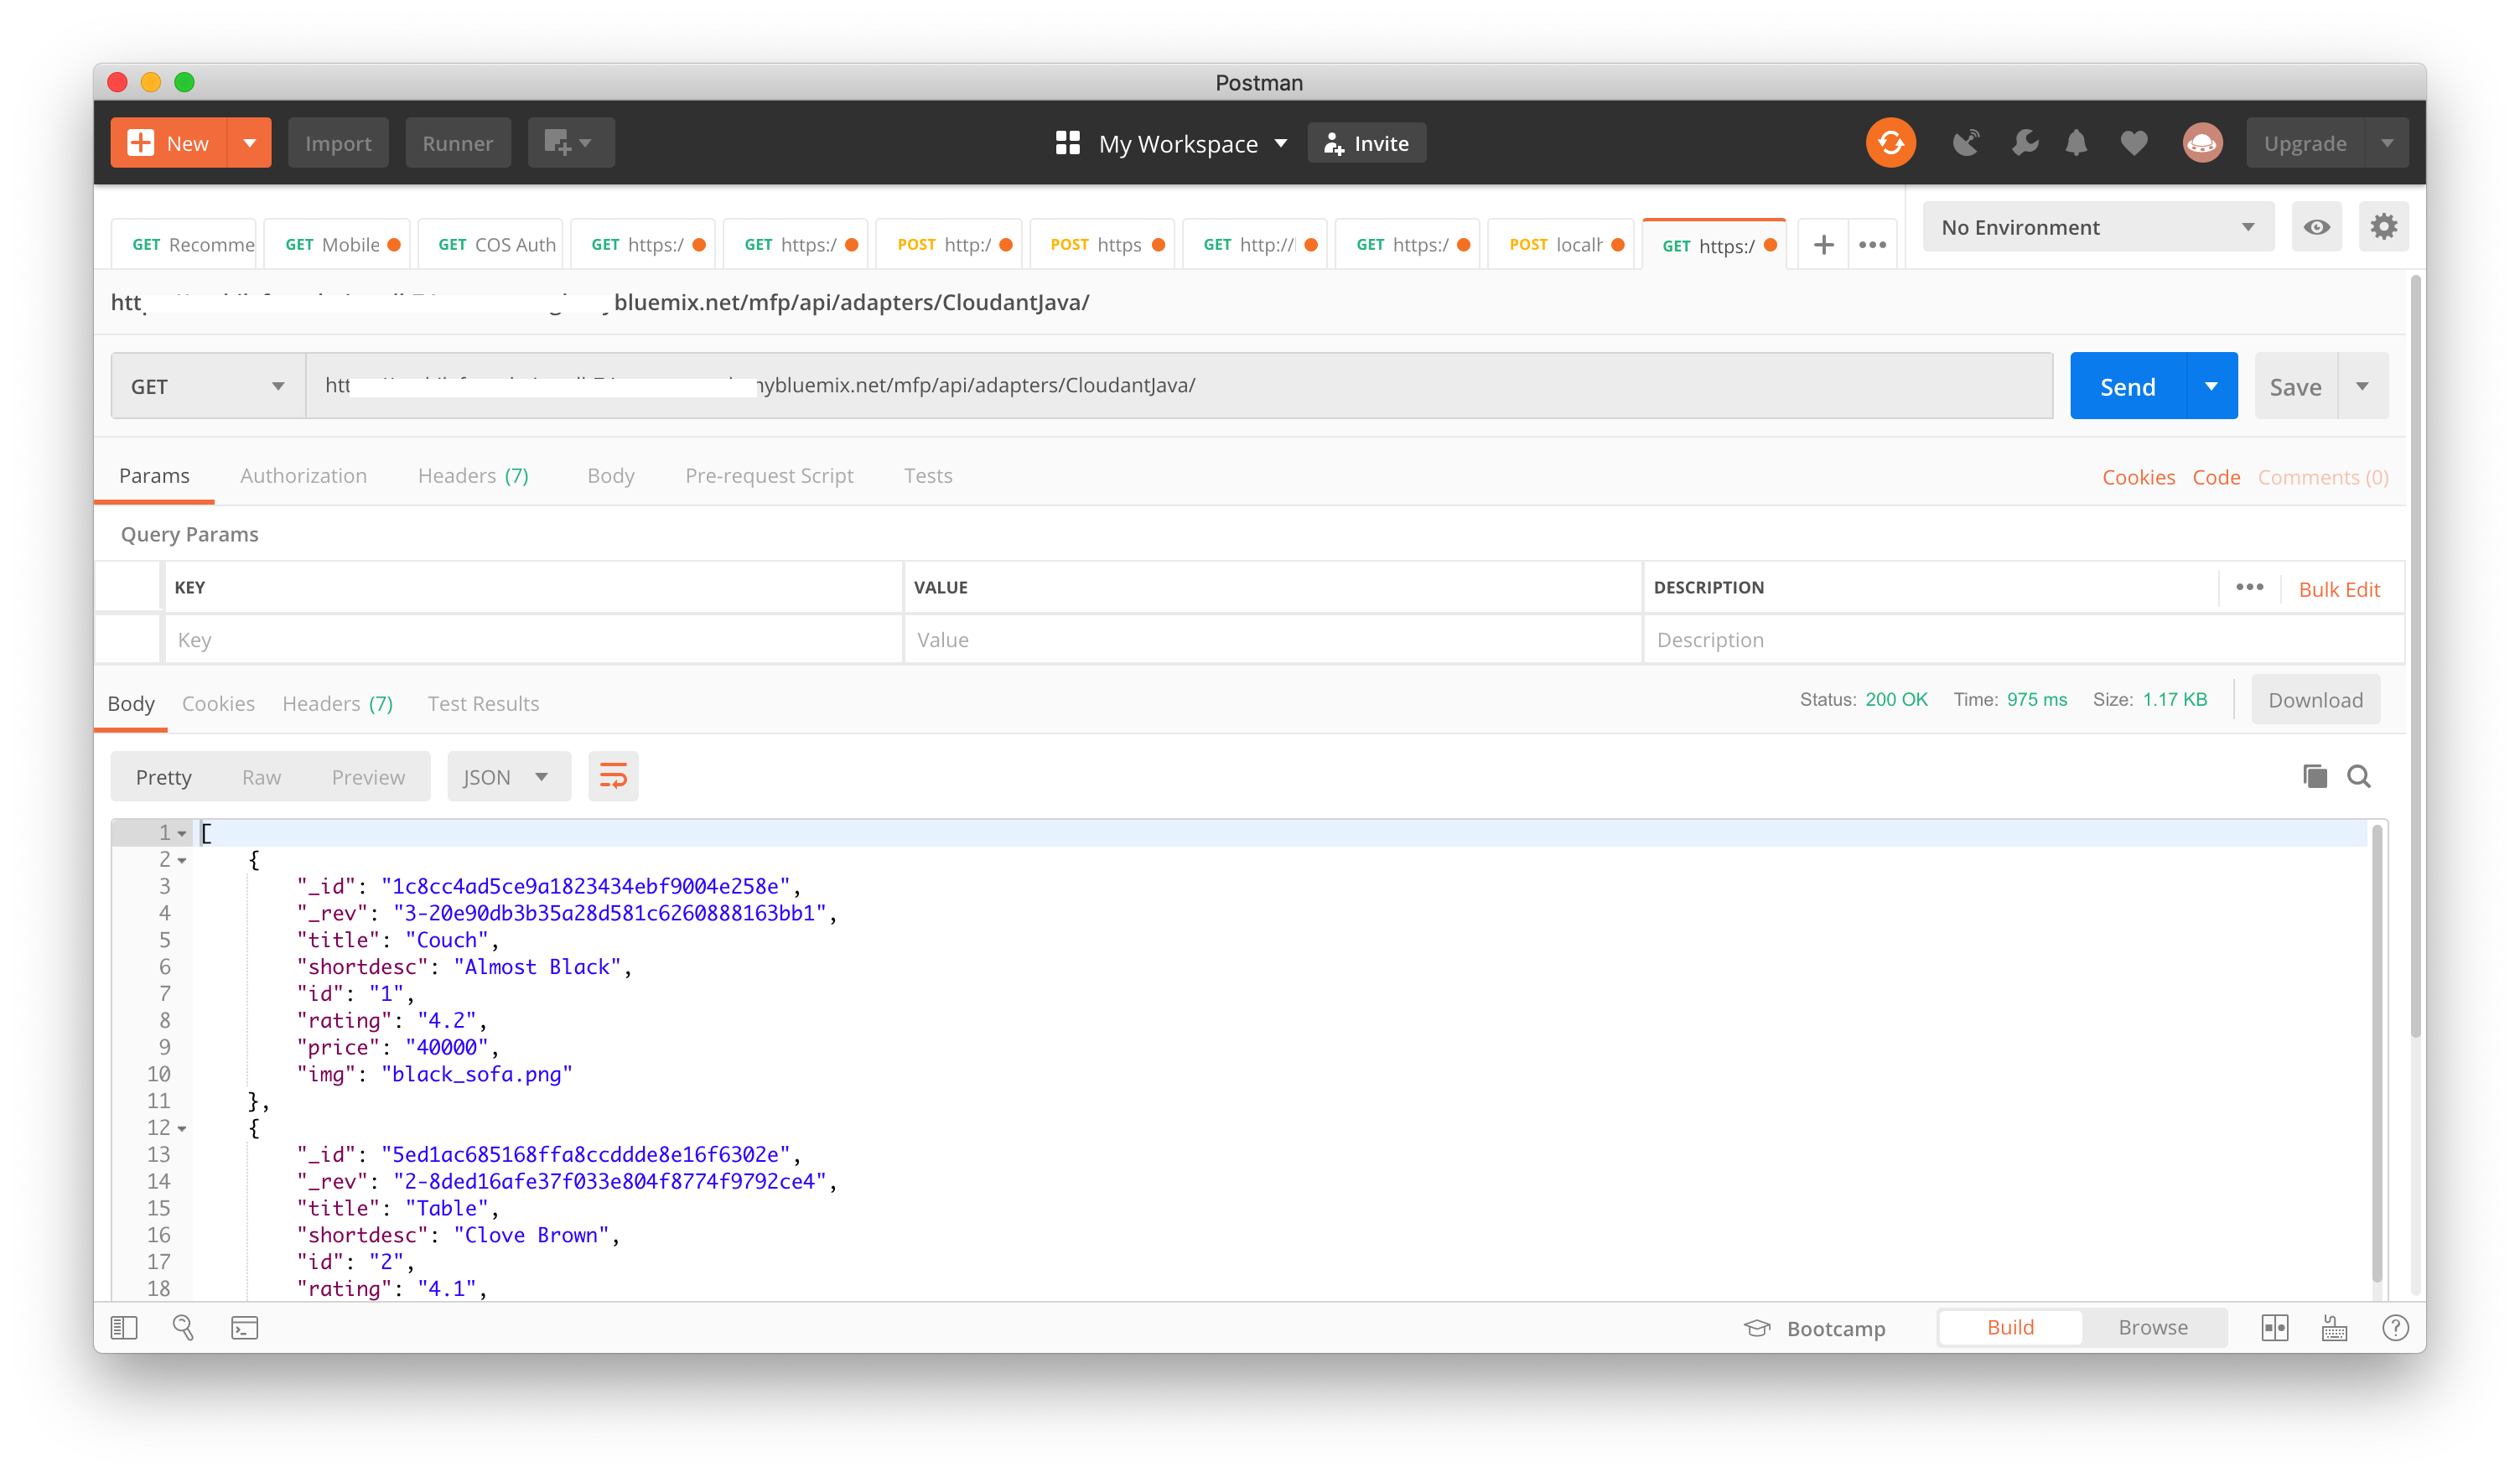 Postman
New Import Runner My Workspace Invite Upgrade
GET Recomme GET Mobile GET COS Auth GET https:/ GET https:/ POST http:/ POST https GET http:// GET https:/ POST localh GET https:/ No Environment
bluemix.net/mfp/api/adapters/CloudantJava/
GET nybluemix.net/mfp/api/adapters/CloudantJava/ Send Save
Params Authorization Headers (7) Body Pre-request Script Tests Cookies Code Comments (0)
Query Params
KEY VALUE DESCRIPTION Bulk Edit
Key Value Description
Body Cookies Headers (7) Test Results Status: 200 OK Time: 975 ms Size: 1.17 KB Download
Pretty Raw Preview JSON
1 [
2 {
3 "_id": "1c8cc4ad5ce9a1823434ebf9004e258e",
4 "_rev": "3-20e90db3b35a28d581c6260888163bb1",
5 "title": "Couch",
6 "shortdesc": "Almost Black",
7 "id": "1",
8 "rating": "4.2",
9 "price": "40000",
10 "img": "black_sofa.png"
11 },
12 {
13 "_id": "5ed1ac685168ffa8ccddde8e16f6302e",
14 "_rev": "2-8ded16afe37f033e804f8774f9792ce4",
15 "title": "Table",
16 "shortdesc": "Clove Brown",
17 "id": "2",
18 "rating": "4.1",
Bootcamp Build Browse